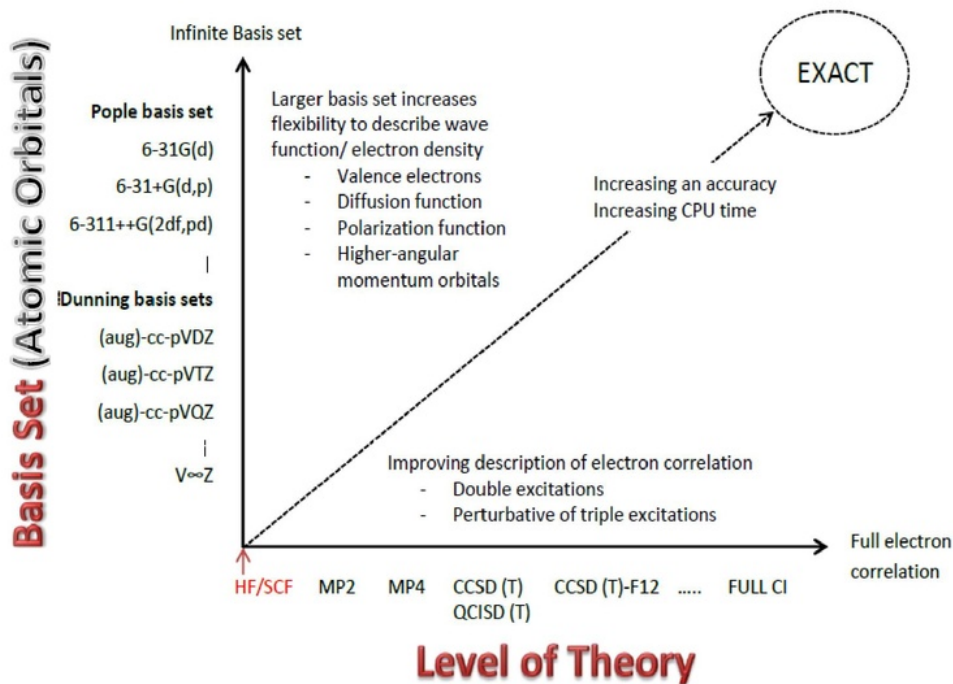 Infinite Basis set
Basis Set (Atomic Orbitals)
Pople basis set
6-31G(d)
6-31+G(d,p)
6-311++G(2df,pd)
Dunning basis sets
(aug)-cc-pVDZ
(aug)-cc-pVTZ
(aug)-cc-pVQZ
V∞Z
Larger basis set increases
flexibility to describe wave
function/ electron density
- Valence electrons
- Diffusion function
- Polarization function
- Higher-angular
momentum orbitals
EXACT
Increasing an accuracy
Increasing CPU time
Improving description of electron correlation
- Double excitations
- Perturbative of triple excitations
Full electron
correlation
HF/SCF MP2 MP4 CCSD (T) CCSD (T)-F12 ..... FULL CI
QCISD (T)
Level of Theory